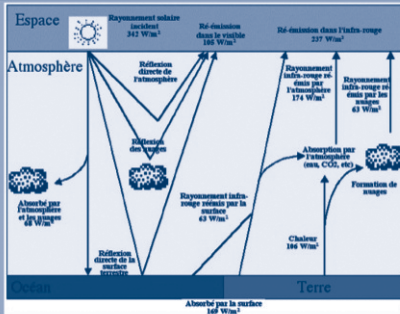 Espace
Rayonnement solaire
incident
342 W/m²
Ré-émission
dans le visible
105 W/m²
Ré-émission dans l'infra-rouge
237 W/m²
Atmosphère
Réflexion
directe de
l'atmosphère
Rayonnement
infra-rouge ré-
émis par l'atmosphère
174 W/m²
Rayonnement
infra-rouge ré-
émis par les
nuages
63 W/m²
Réflexion
des nuages
Absorption par
l'atmosphère
(eau, CO2, etc)
Formation de
nuages
Absorbé par
l'atmosphère
et les nuages
68 W/m²
Rayonnement infra-
rouge réémis par la
surface
63 W/m²
Chaleur
106 W/m²
Réflexion
directe de la
surface
terrestre
Océan
Terre
Absorbé par la surface
169 W/m²